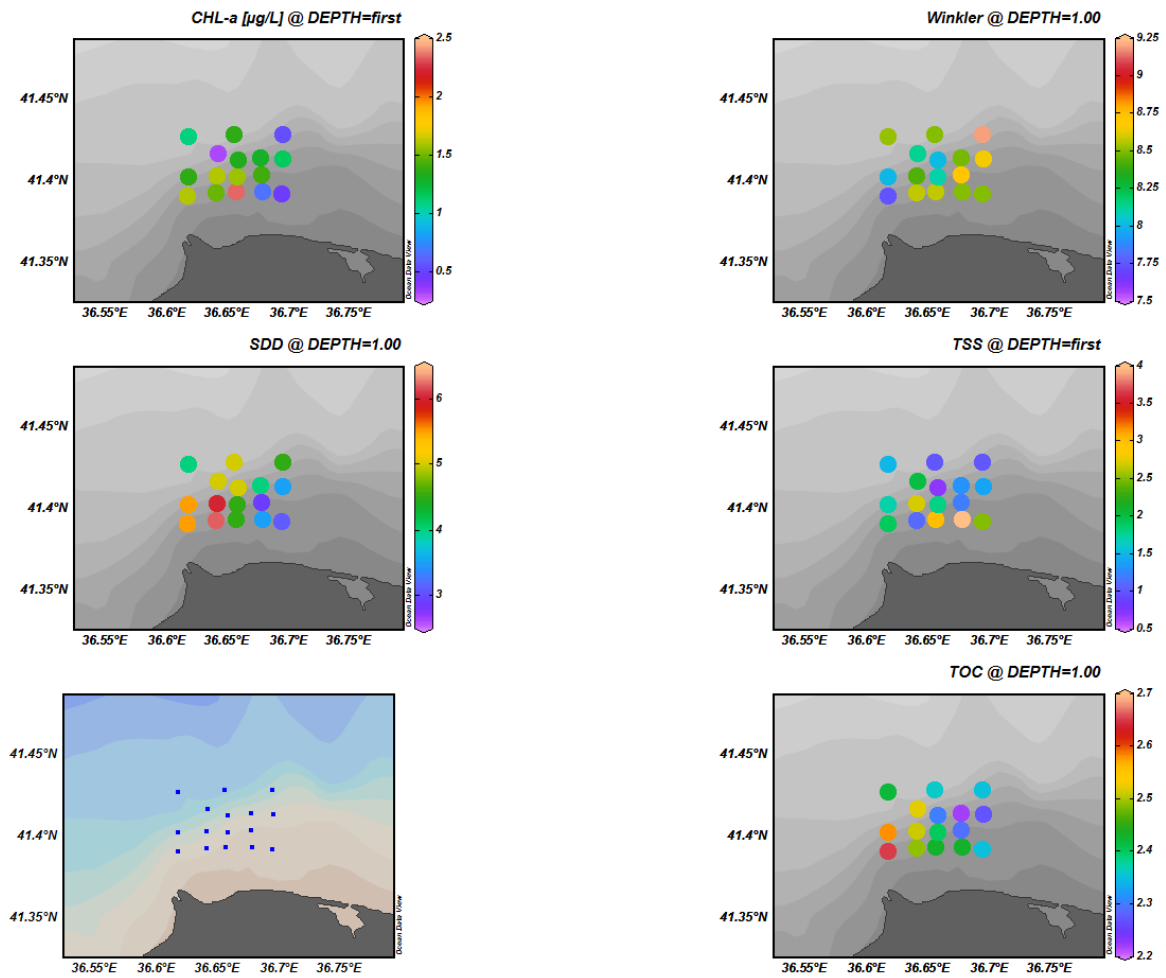 CHL-a [µg/L] @ DEPTH=first
2.5
2
1.5
1
0.5
41.45°N
41.4°N
41.35°N
36.55°E 36.6°E 36.65°E 36.7°E 36.75°E
Ocean Data View
Winkler @ DEPTH=1.00
9.25
9
8.75
8.5
8.25
8
7.75
7.5
41.45°N
41.4°N
41.35°N
36.55°E 36.6°E 36.65°E 36.7°E 36.75°E
Ocean Data View
SDD @ DEPTH=1.00
6
5
4
3
41.45°N
41.4°N
41.35°N
36.55°E 36.6°E 36.65°E 36.7°E 36.75°E
Ocean Data View
TSS @ DEPTH=first
4
3.5
3
2.5
2
1.5
1
0.5
41.45°N
41.4°N
41.35°N
36.55°E 36.6°E 36.65°E 36.7°E 36.75°E
Ocean Data View
41.45°N
41.4°N
41.35°N
36.55°E 36.6°E 36.65°E 36.7°E 36.75°E
Ocean Data View
TOC @ DEPTH=1.00
2.7
2.6
2.5
2.4
2.3
2.2
41.45°N
41.4°N
41.35°N
36.55°E 36.6°E 36.65°E 36.7°E 36.75°E
Ocean Data View